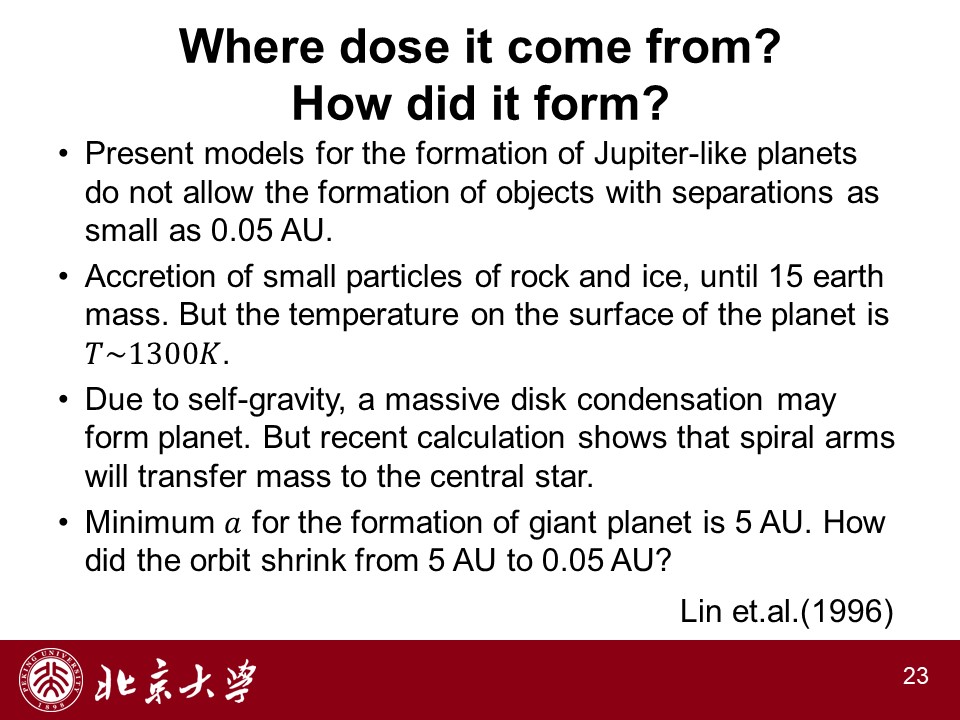 Where dose it come from?
How did it form?
• Present models for the formation of Jupiter-like planets
do not allow the formation of objects with separations as
small as 0.05 AU.
• Accretion of small particles of rock and ice, until 15 earth
mass. But the temperature on the surface of the planet is
𝑇~1300𝐾.
• Due to self-gravity, a massive disk condensation may
form planet. But recent calculation shows that spiral arms
will transfer mass to the central star.
• Minimum 𝑎 for the formation of giant planet is 5 AU. How
did the orbit shrink from 5 AU to 0.05 AU?
Lin et.al.(1996)
PEKING UNIVERSITY
1898
北京大学
23